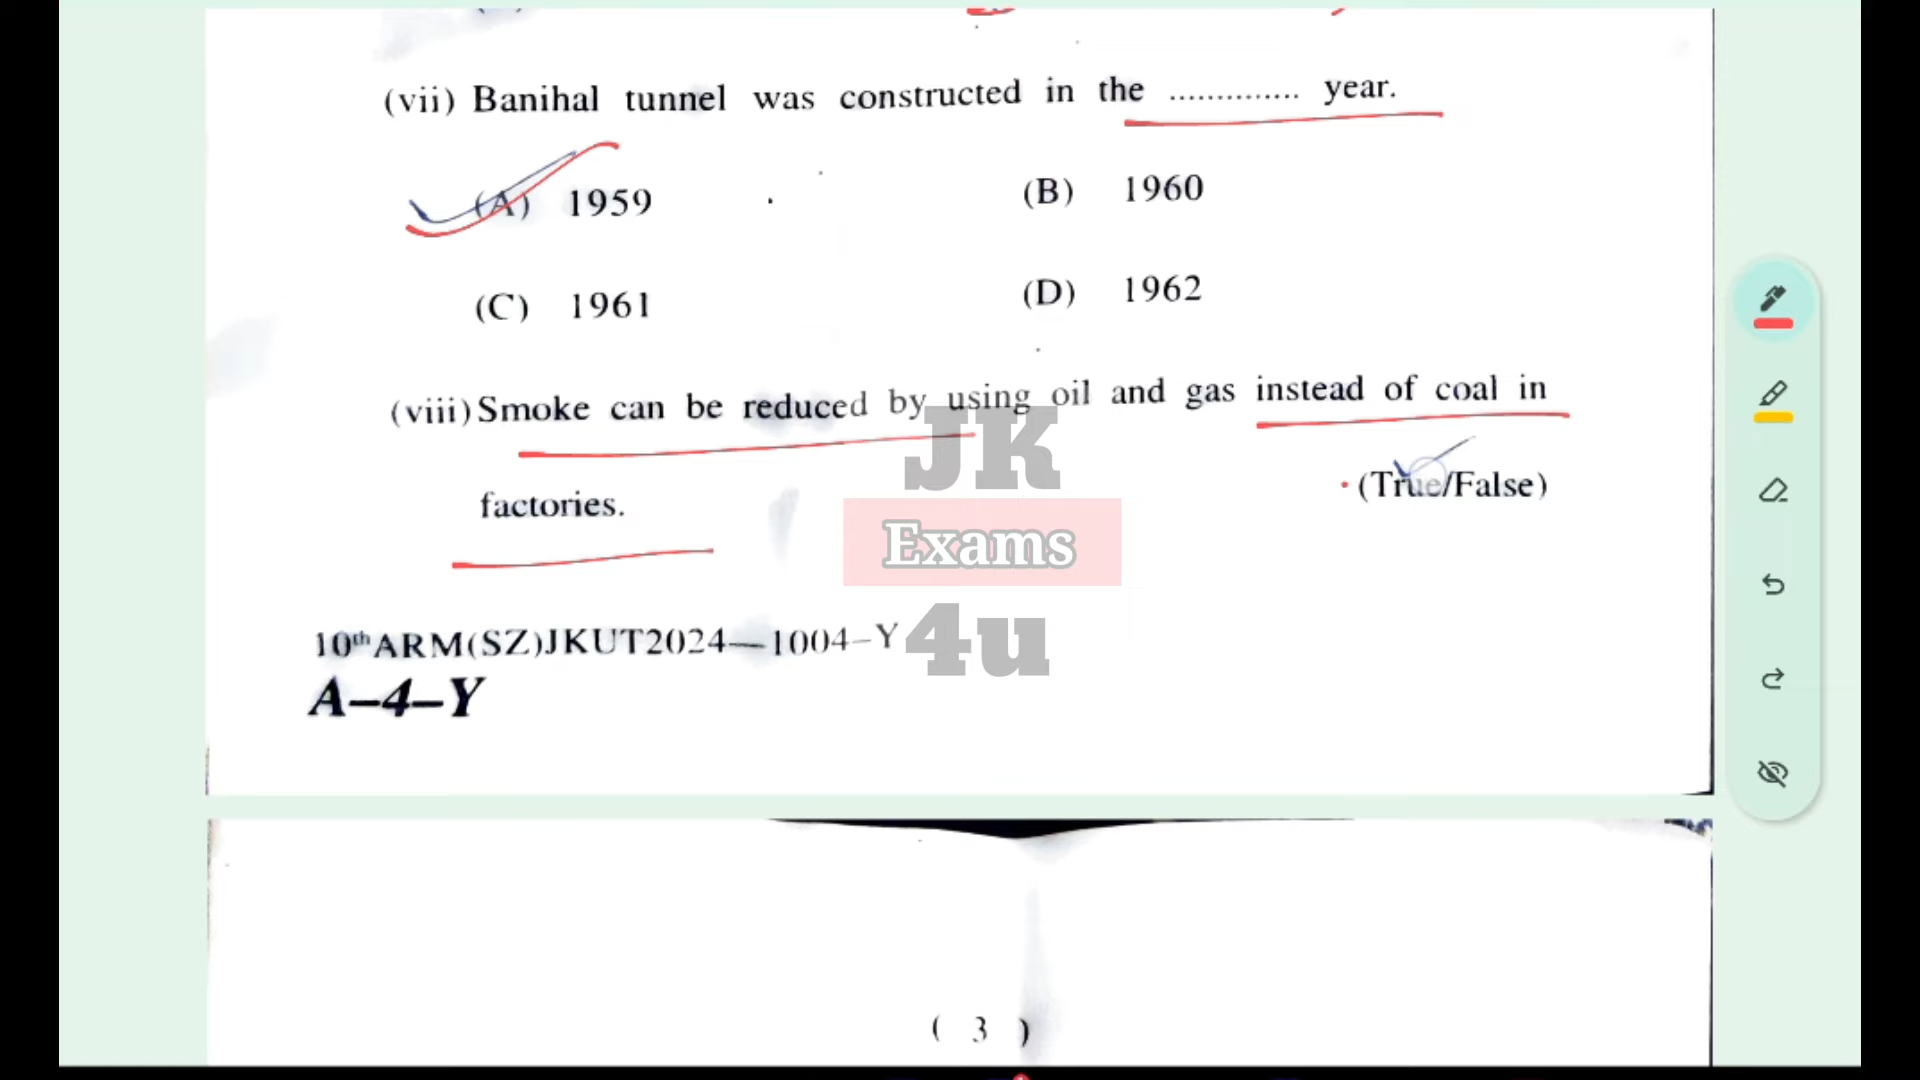 (vii) Banihal tunnel was constructed in the .............. year.
(A) 1959 (B) 1960
(C) 1961 (D) 1962
(viii) Smoke can be reduced by using oil and gas instead of coal in
factories. (True/False)
JK
Exams
4u
10th ARM(SZ)JKUT2024—1004–Y
A–4–Y
( 3 )